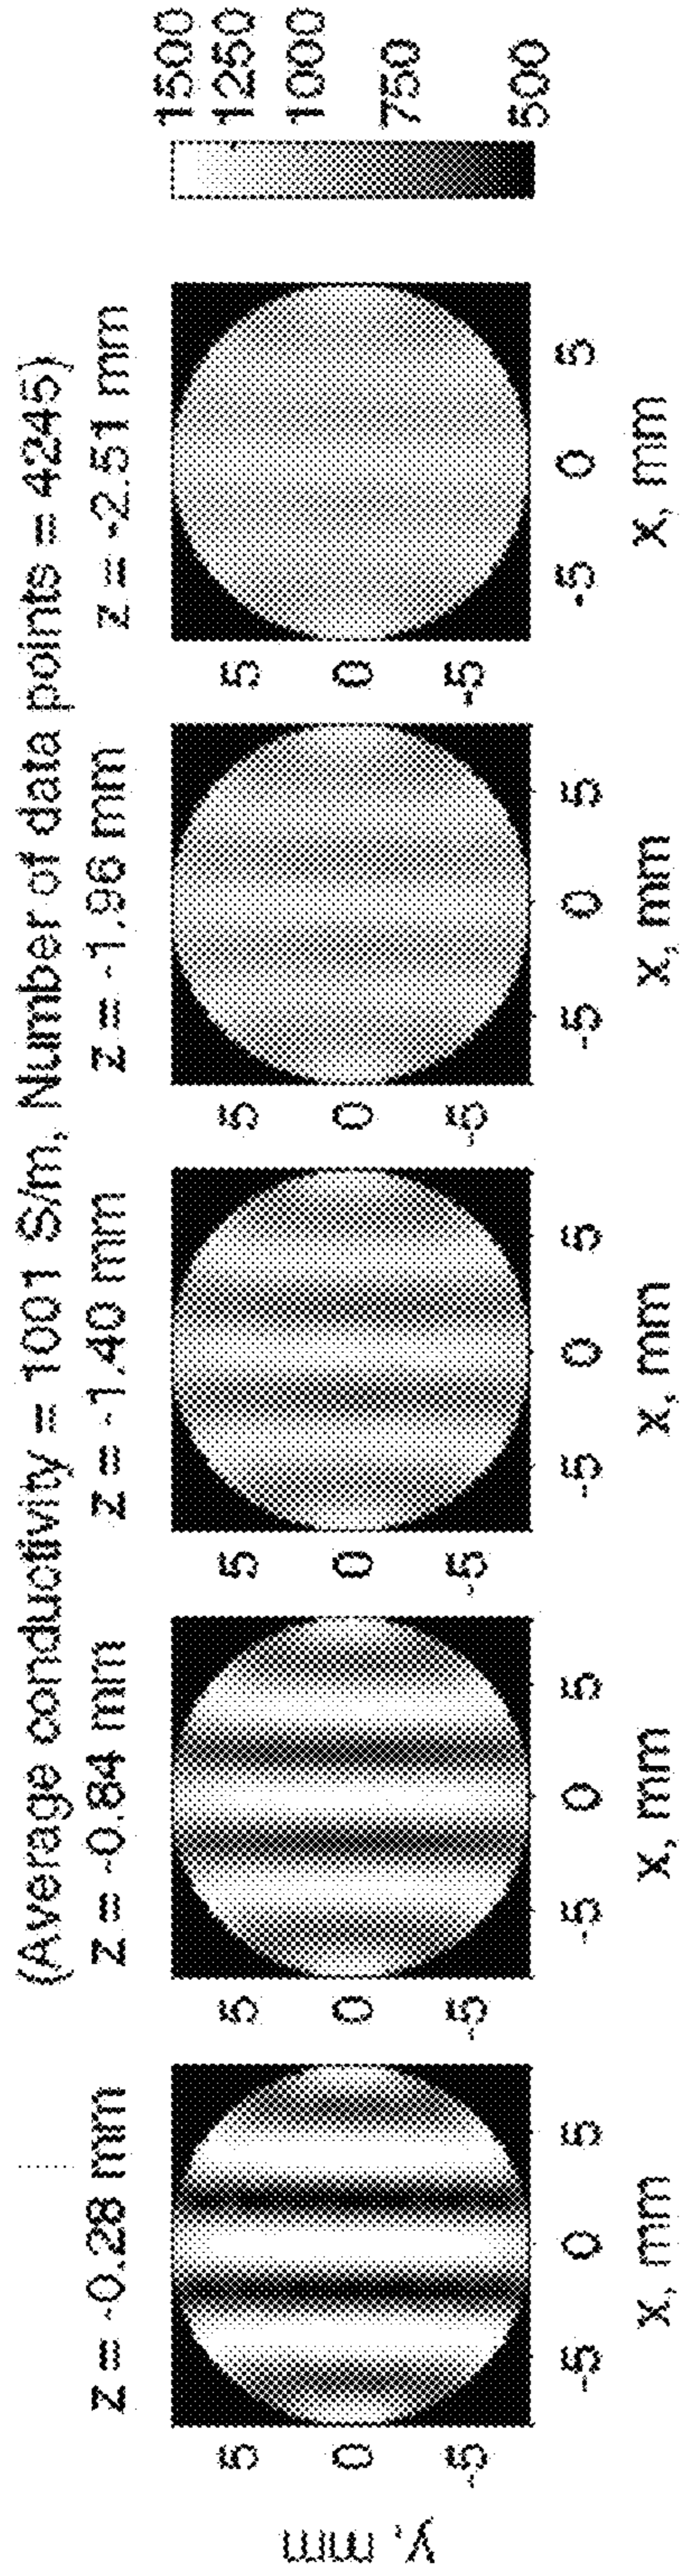 (Average conductivity = 1001 S/m, Number of data points = 4245)
z = -0.28 mm z = -0.84 mm z = -1.40 mm z = -1.96 mm z = -2.51 mm
1500
1250
1000
750
500
y, mm
5 5 5 5 5
0 0 0 0 0
-5 -5 -5 -5 -5
-5 0 5 -5 0 5 -5 0 5 -5 0 5 -5 0 5
x, mm x, mm x, mm x, mm x, mm